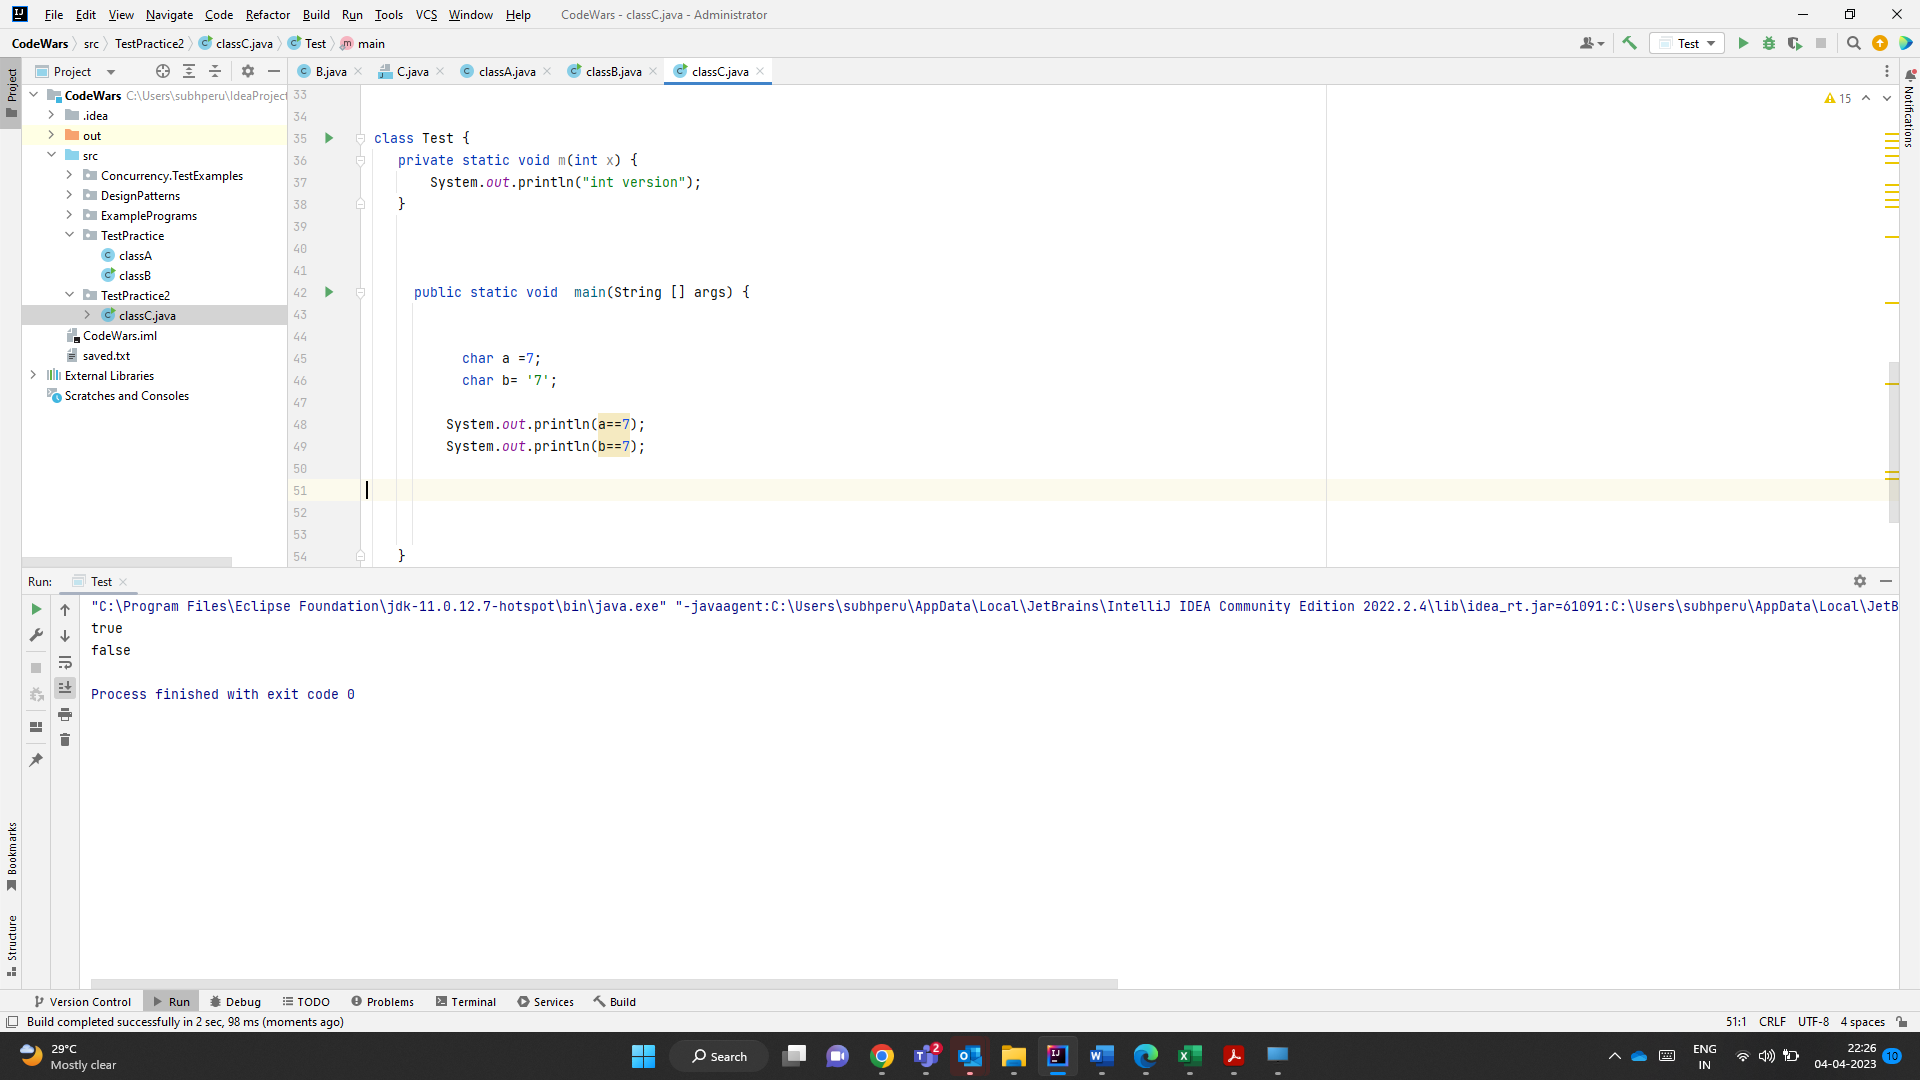 File Edit View Navigate Code Refactor Build Run Tools VCS Window Help CodeWars - classC.java - Administrator
CodeWars src TestPractice2 classC.java Test main Test
Project
Project
B.java C.java classA.java classB.java classC.java
Notifications
CodeWars C:\Users\subhperu\IdeaProject
.idea
out
src
Concurrency.TestExamples
DesignPatterns
ExamplePrograms
TestPractice
classA
classB
TestPractice2
classC.java
CodeWars.iml
saved.txt
External Libraries
Scratches and Consoles
15
33
34
35 class Test {
36 private static void m(int x) {
37 System.out.println("int version");
38 }
39
40
41
42 public static void  main(String [] args) {
43
44
45 char a =7;
46 char b= '7';
47
48 System.out.println(a==7);
49 System.out.println(b==7);
50
51
52
53
54 }
Run: Test
"C:\Program Files\Eclipse Foundation\jdk-11.0.12.7-hotspot\bin\java.exe" "-javaagent:C:\Users\subhperu\AppData\Local\JetBrains\IntelliJ IDEA Community Edition 2022.2.4\lib\idea_rt.jar=61091:C:\Users\subhperu\AppData\Local\JetB
true
false
Process finished with exit code 0
Bookmarks
Structure
Version Control Run Debug TODO Problems Terminal Services Build
Build completed successfully in 2 sec, 98 ms (moments ago) 51:1 CRLF UTF-8 4 spaces
29°C
Mostly clear
Search
2
ENG
IN
22:26
04-04-2023
10